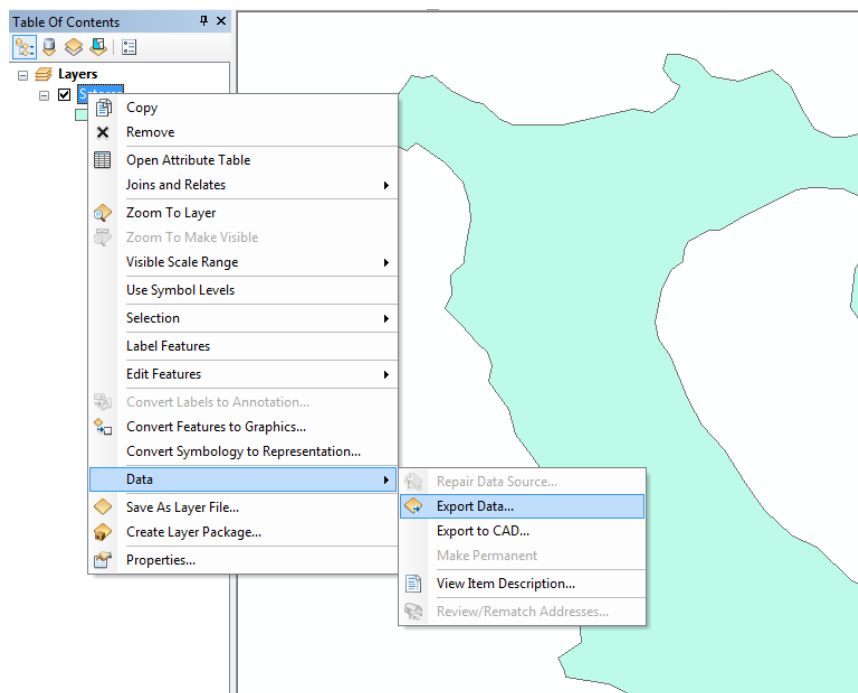 Table Of Contents
Layers
Copy
Remove
Open Attribute Table
Joins and Relates
Zoom To Layer
Zoom To Make Visible
Visible Scale Range
Use Symbol Levels
Selection
Label Features
Edit Features
Convert Labels to Annotation...
Convert Features to Graphics...
Convert Symbology to Representation...
Data
Repair Data Source...
Export Data...
Save As Layer File...
Export to CAD...
Create Layer Package...
Make Permanent
Properties...
View Item Description...
Review/Rematch Addresses...